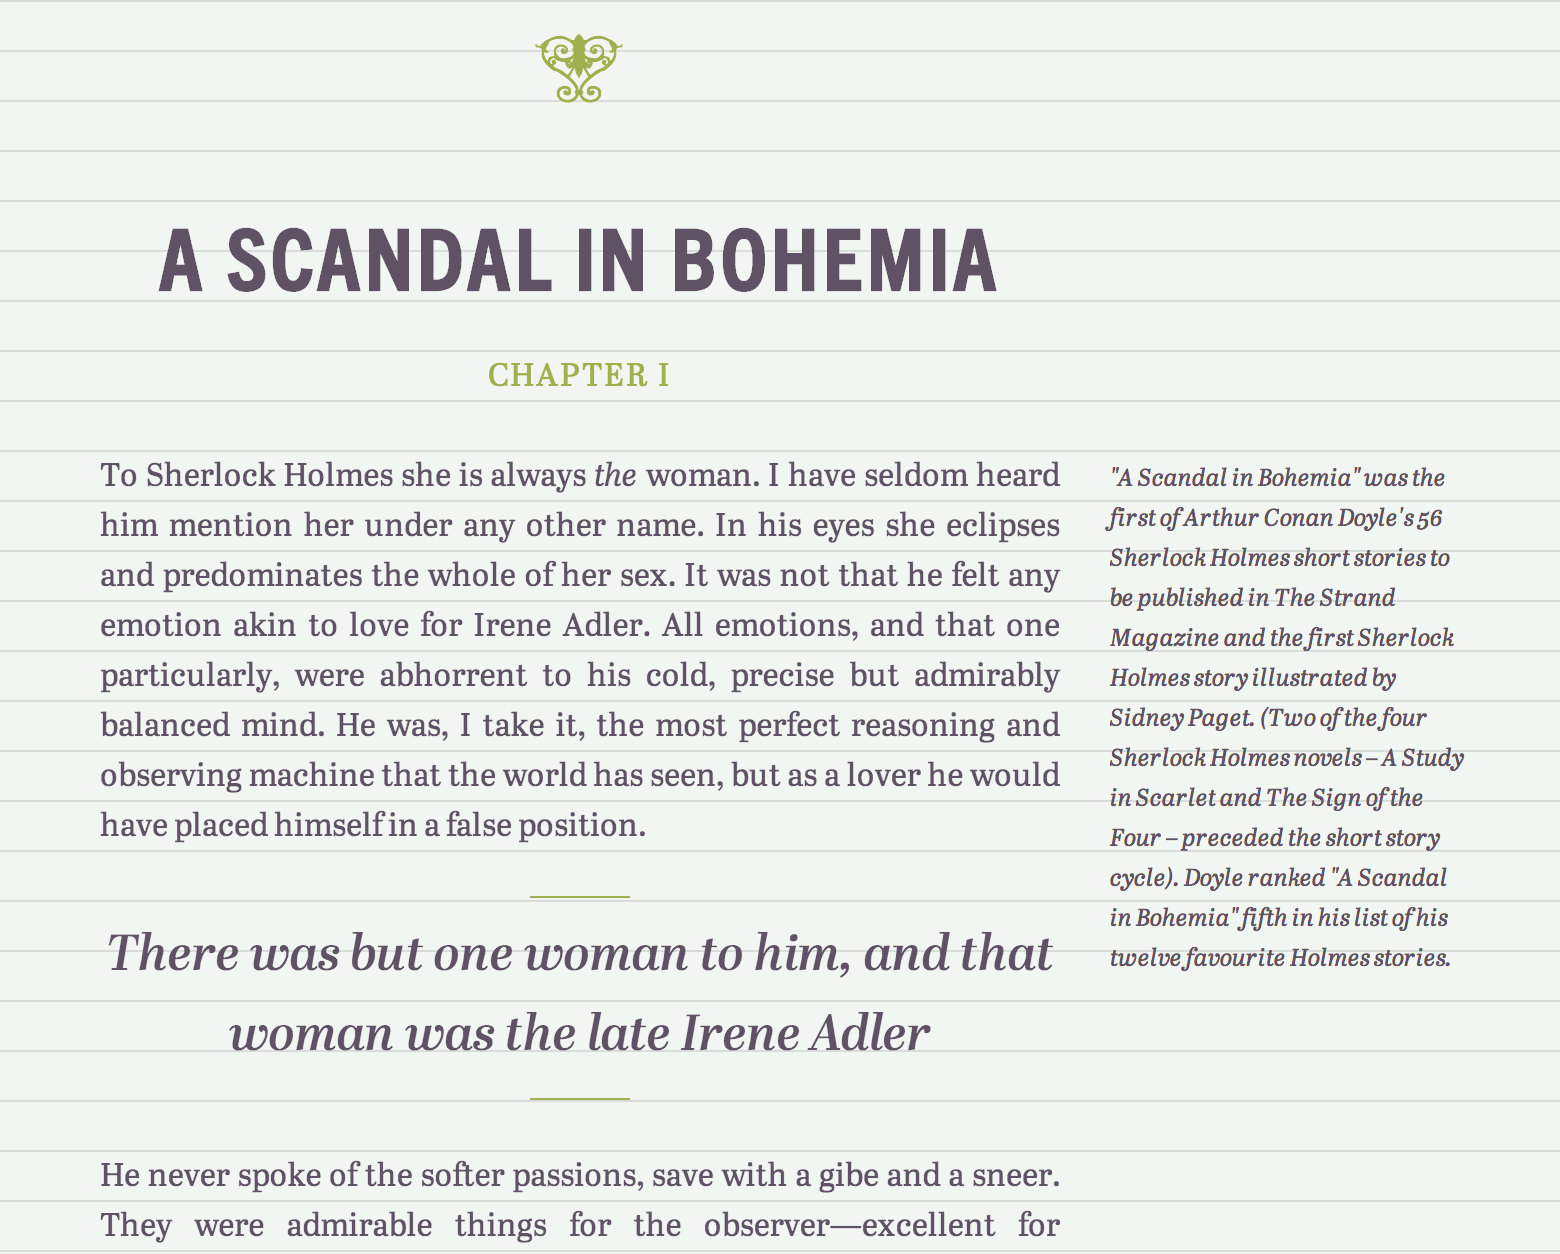 A SCANDAL IN BOHEMIA
CHAPTER I
To Sherlock Holmes she is always the woman. I have seldom heard
him mention her under any other name. In his eyes she eclipses
and predominates the whole of her sex. It was not that he felt any
emotion akin to love for Irene Adler. All emotions, and that one
particularly, were abhorrent to his cold, precise but admirably
balanced mind. He was, I take it, the most perfect reasoning and
observing machine that the world has seen, but as a lover he would
have placed himself in a false position.
There was but one woman to him, and that
woman was the late Irene Adler
He never spoke of the softer passions, save with a gibe and a sneer.
They were admirable things for the observer—excellent for
"A Scandal in Bohemia" was the
first of Arthur Conan Doyle's 56
Sherlock Holmes short stories to
be published in The Strand
Magazine and the first Sherlock
Holmes story illustrated by
Sidney Paget. (Two of the four
Sherlock Holmes novels – A Study
in Scarlet and The Sign of the
Four – preceded the short story
cycle). Doyle ranked "A Scandal
in Bohemia" fifth in his list of his
twelve favourite Holmes stories.